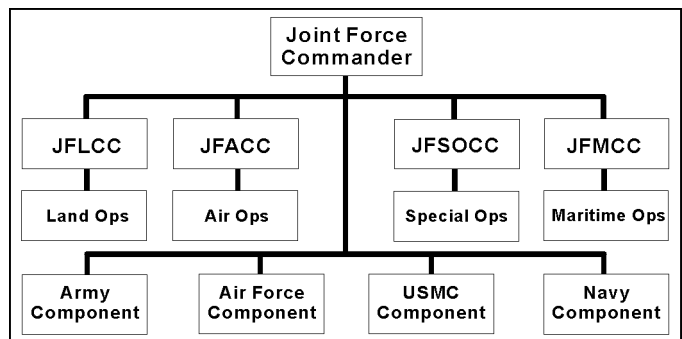 Joint Force
Commander
JFLCC
JFACC
JFSOCC
JFMCC
Land Ops
Air Ops
Special Ops
Maritime Ops
Army
Component
Air Force
Component
USMC
Component
Navy
Component